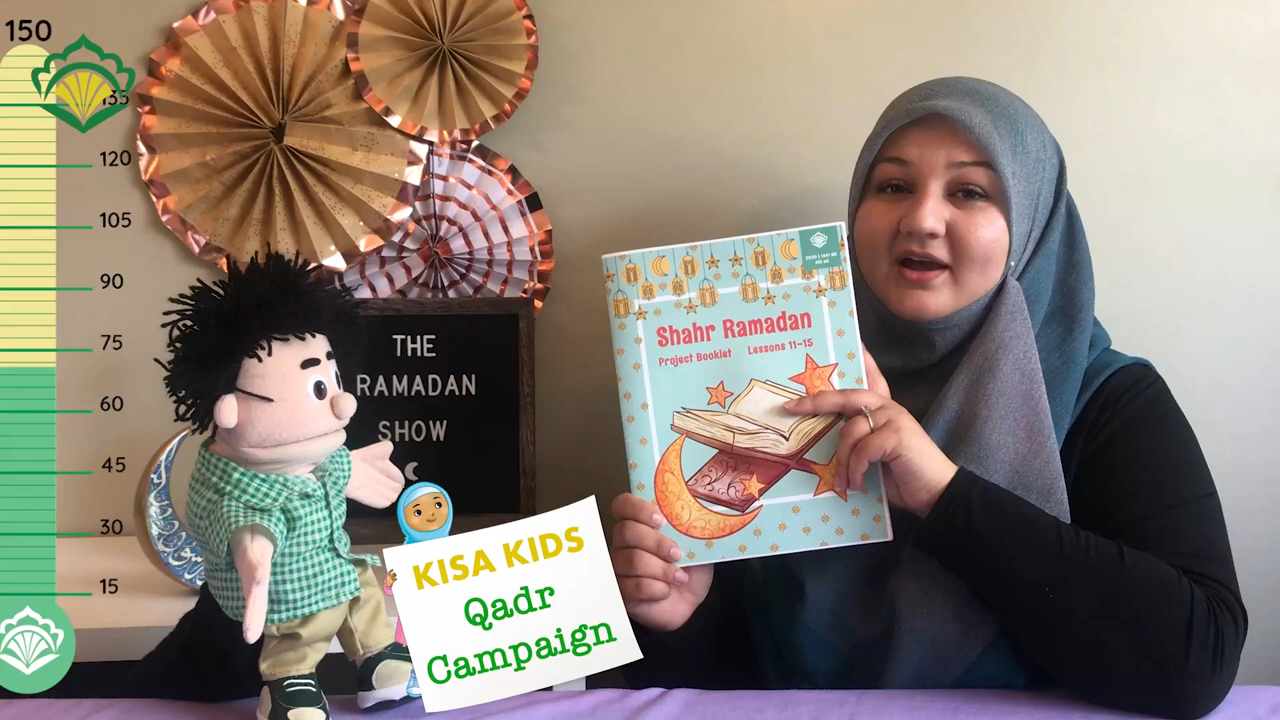 150
135
120
105
90
75
60
45
30
15
THE
RAMADAN
SHOW
Shahr Ramadan
Project Booklet Lessons 11-15
KISA KIDS
Qadr
Campaign